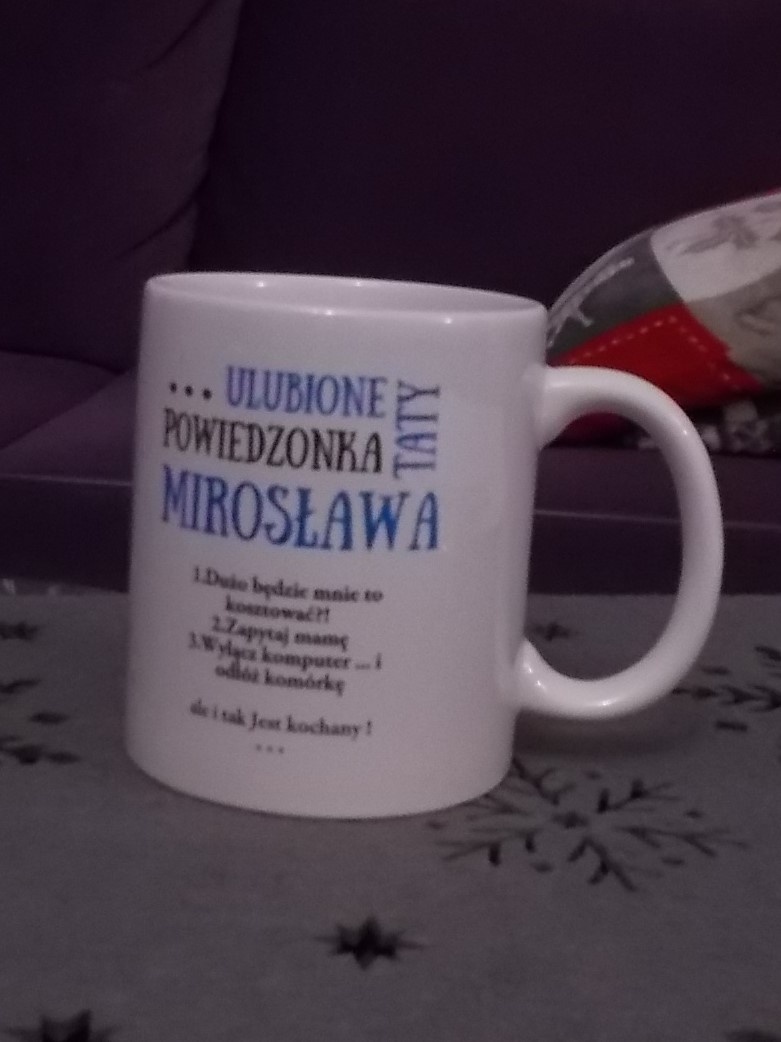 ... ULUBIONE
POWIEDZONKA
TATY
MIROSŁAWA
1.Dużo będzie mnie to
kosztować?!
2.Zapytaj mamę
3.Wyłącz komputer ... i
odłóż komórkę
ale i tak Jest kochany !
...